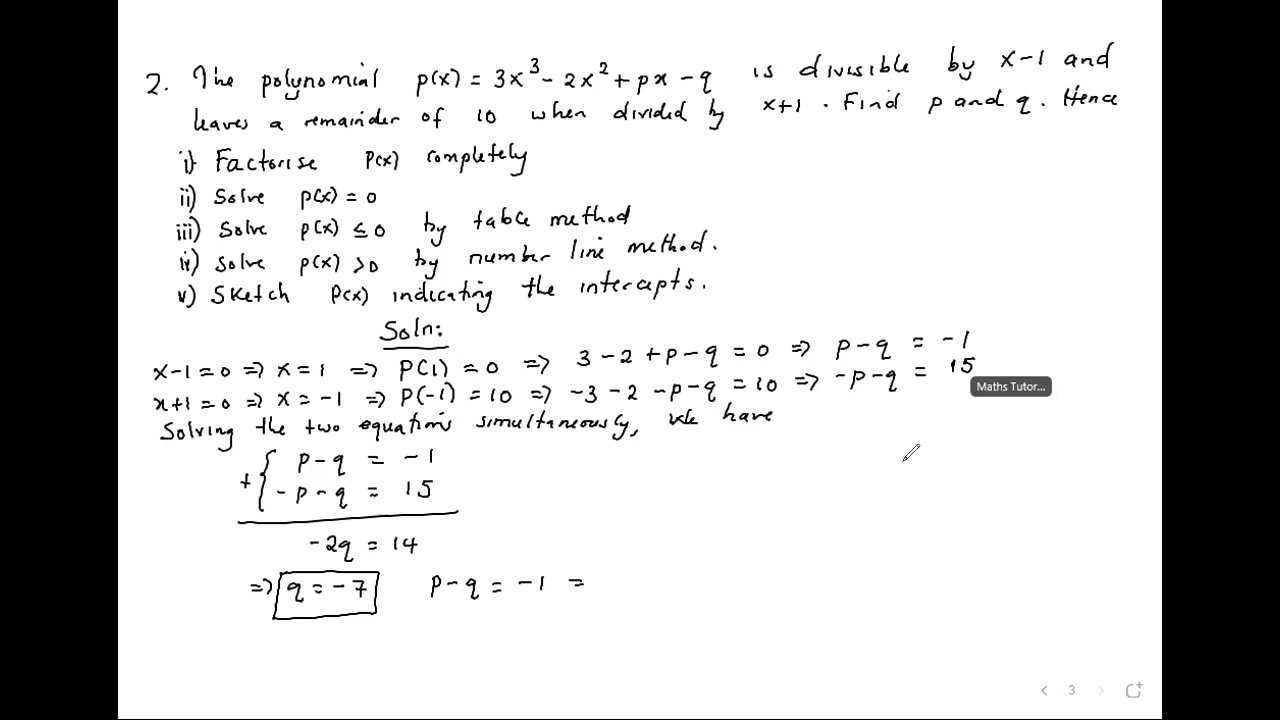 2. The polynomial p(x) = 3x³ - 2x² + px - q is divisible by x-1 and
leaves a remainder of 10 when divided by x+1. Find p and q. Hence
i) Factorise P(x) completely
ii) Solve p(x) = 0
iii) Solve p(x) ≤ 0 by table method
iv) Solve p(x) >0 by number line method.
v) Sketch P(x) indicating the intercepts.
Soln:
x-1=0 => x = 1 => P(1) = 0 => 3 - 2 + p - q = 0 => p - q = -1
x+1=0 => x = -1 => P(-1) = 10 => -3 - 2 - p - q = 10 => -p - q = 15
Maths Tutor...
Solving the two equations simultaneously, we have
p - q = -1
+ { -p - q = 15
-2q = 14
=> q = -7 p - q = -1 =
3